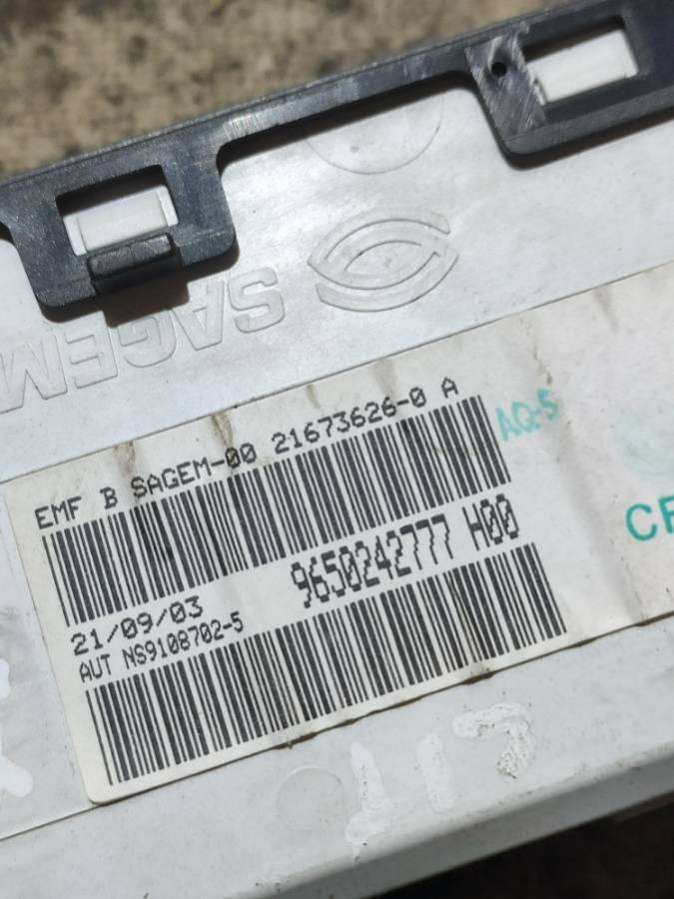 SAGEM
EMF B SAGEM-00 21673626-0 A
AQ-5
9650242777 H00
21/09/03
AUT NS9108702-5